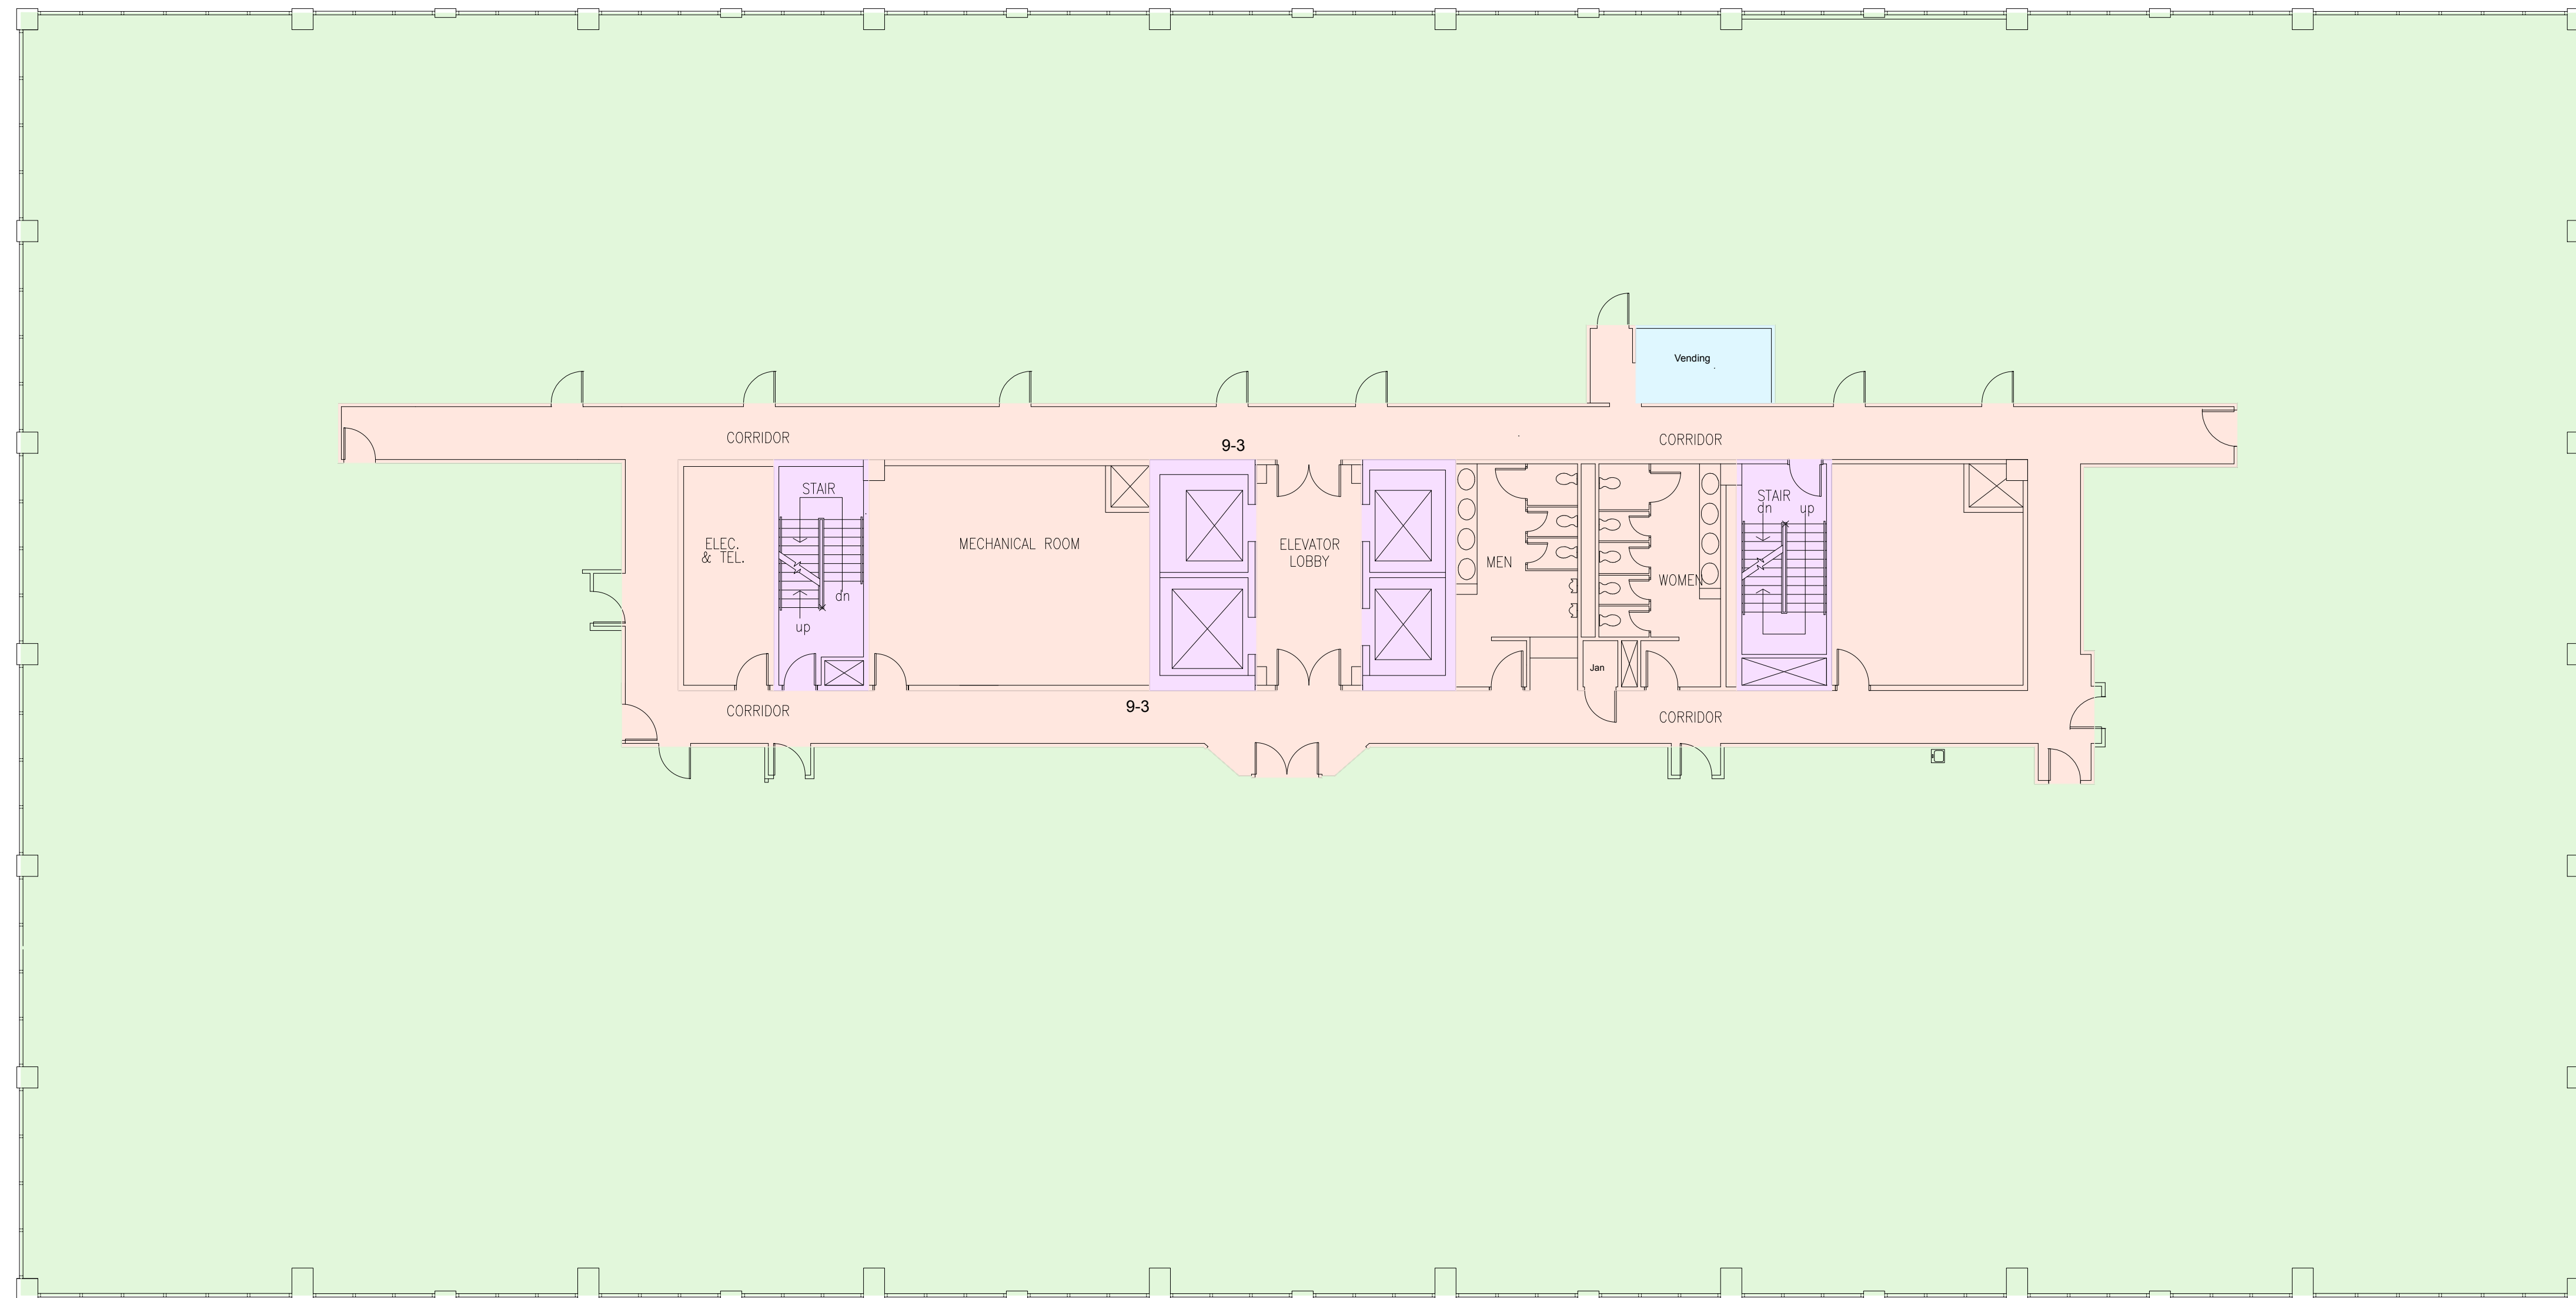 Vending
CORRIDOR
9-3
CORRIDOR
STAIR
dn
up
ELEC.
& TEL.
MECHANICAL ROOM
ELEVATOR
LOBBY
MEN
WOMEN
STAIR
dn up
Jan
CORRIDOR
9-3
CORRIDOR